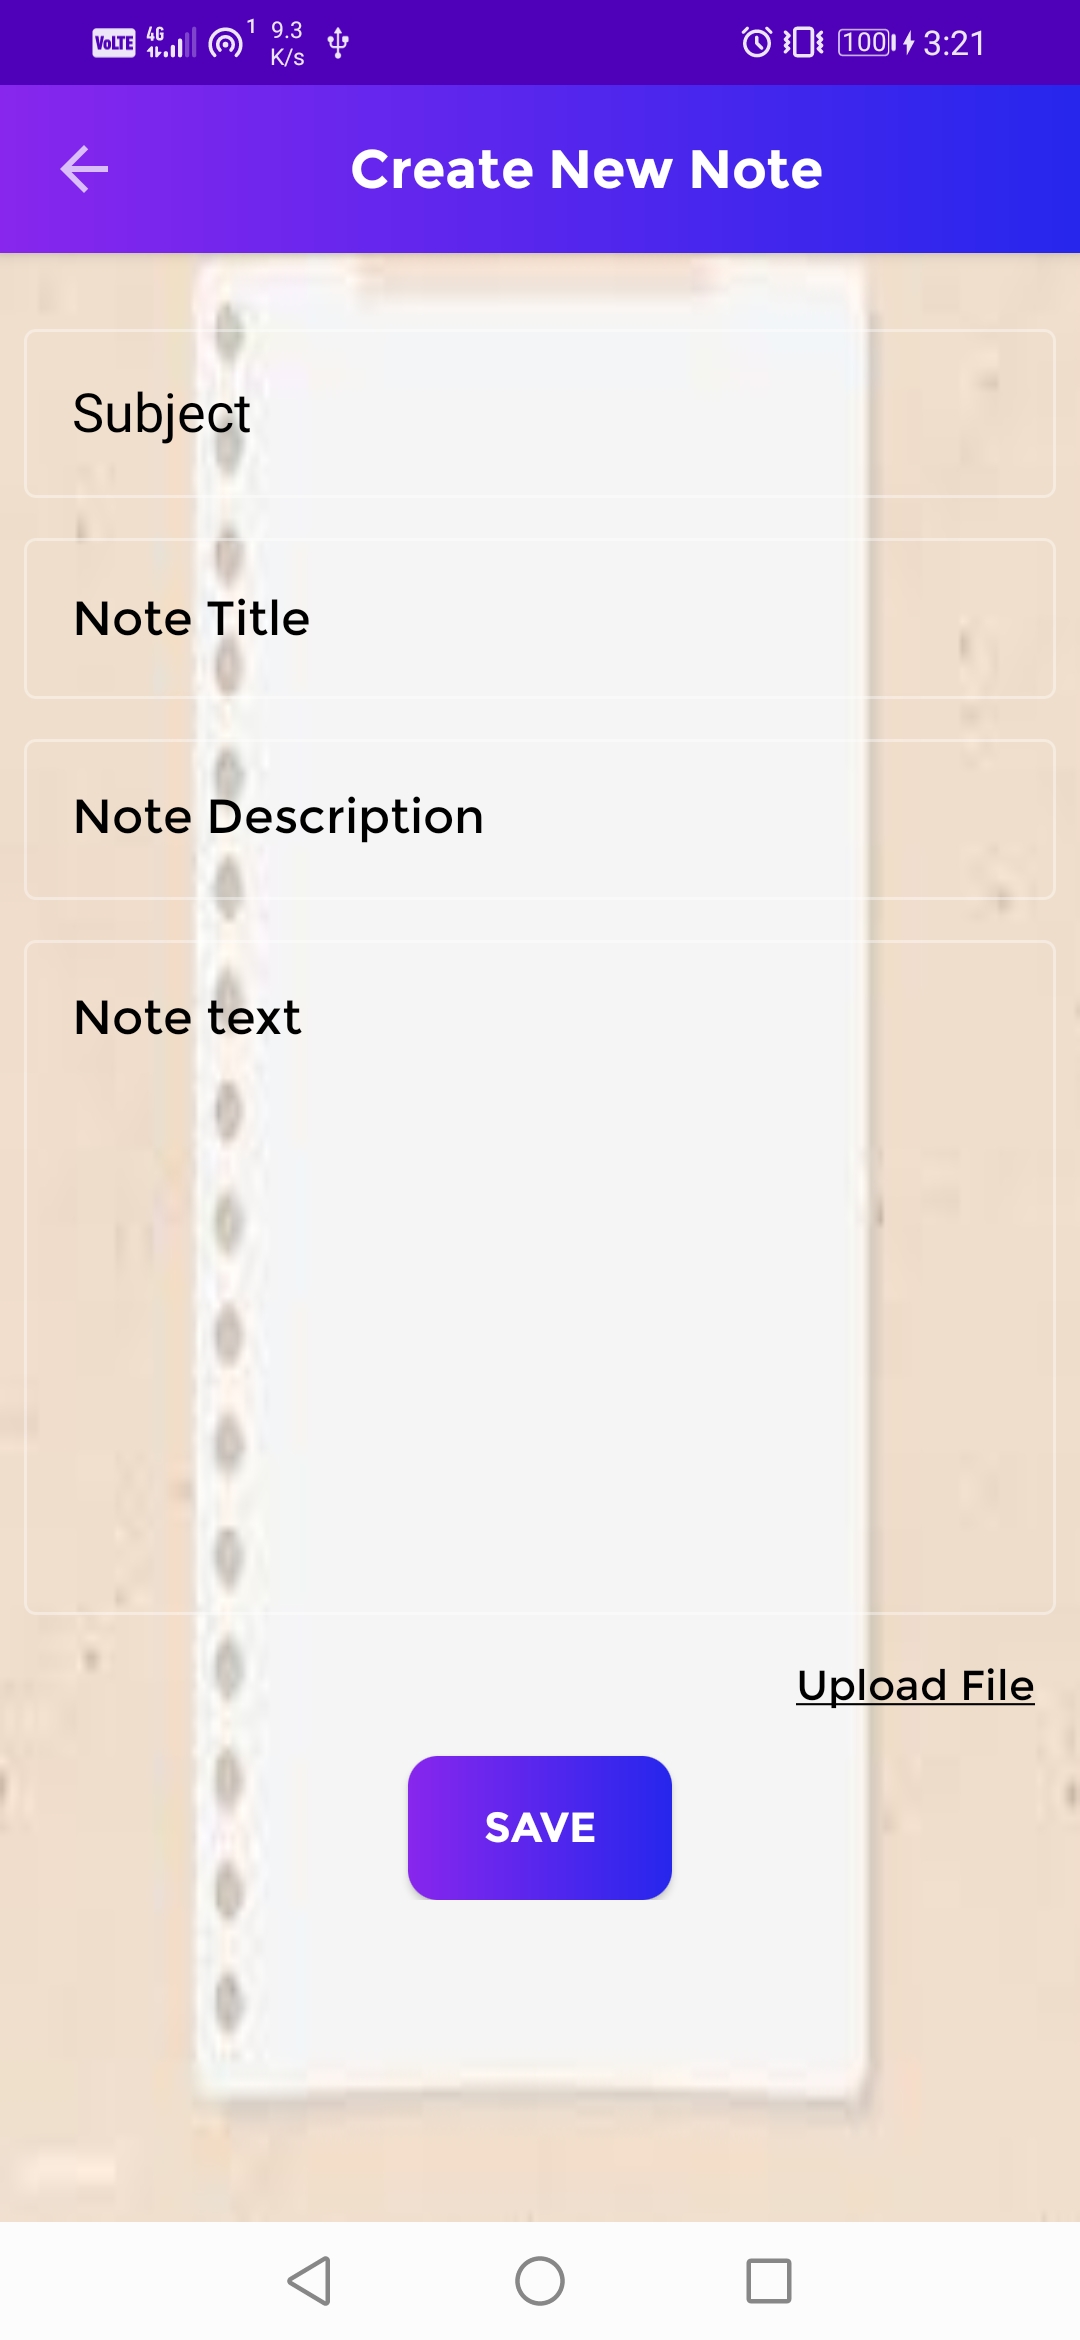 VoLTE 4G 1 9.3 K/s 100 3:21
Create New Note
Subject
Note Title
Note Description
Note text
Upload File
SAVE